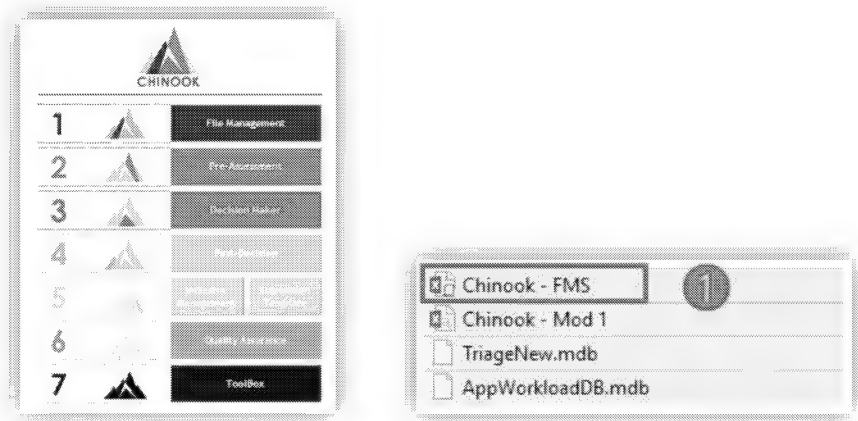 CHINOOK
1 File Management
2 Pre-Assessment
3 Decision Maker
4 Post-Decision
5
6 Quality Assurance
7 ToolBox
Chinook - FMS
1
Chinook - Mod 1
TriageNew.mdb
AppWorkloadDB.mdb